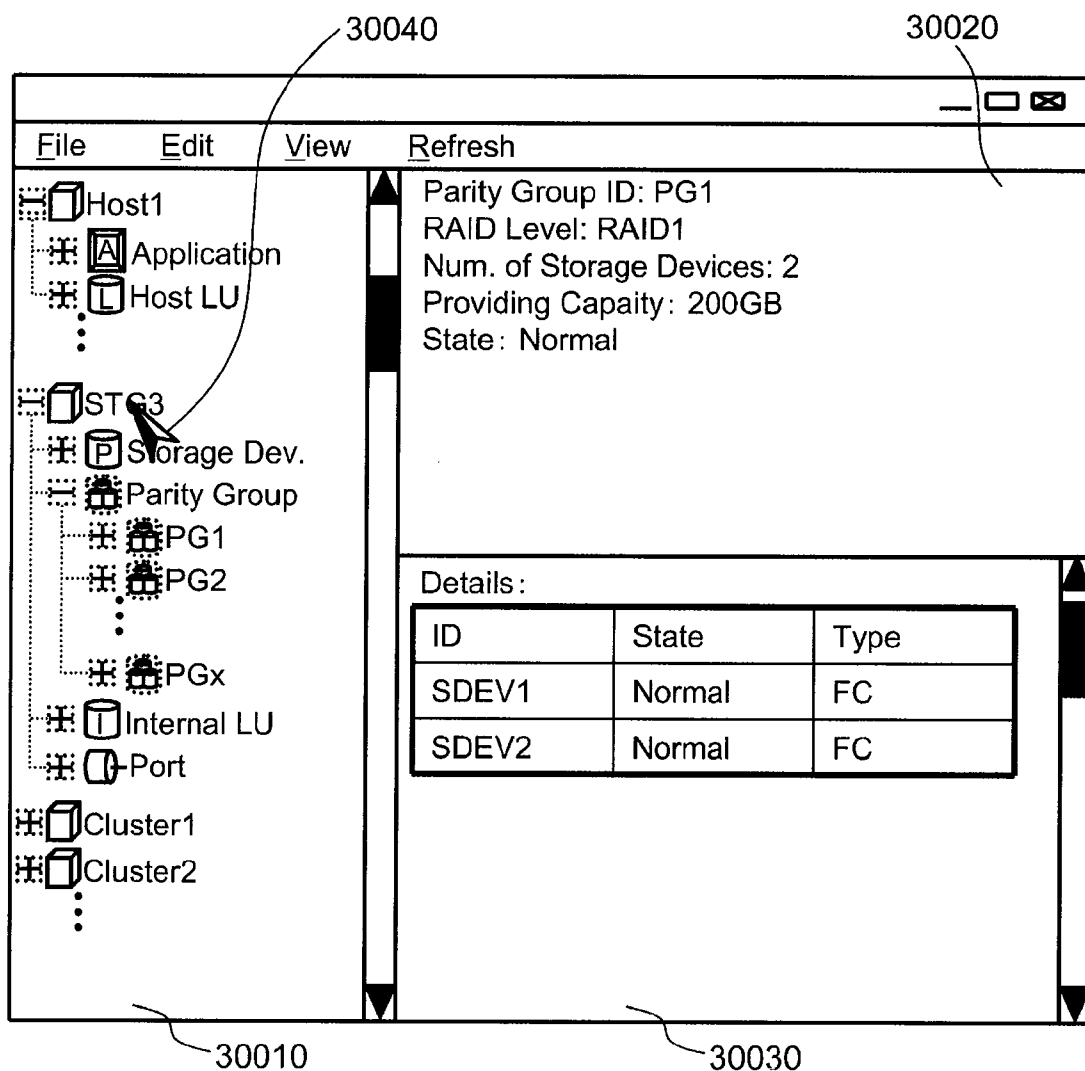 30040
30020
File Edit View Refresh
Host1
A Application
L Host LU
STG3
P Storage Dev.
Parity Group
PG1
PG2
PGx
I Internal LU
Port
Cluster1
Cluster2
Parity Group ID: PG1
RAID Level: RAID1
Num. of Storage Devices: 2
Providing Capaity: 200GB
State: Normal
Details:
ID State Type
SDEV1 Normal FC
SDEV2 Normal FC
30010
30030